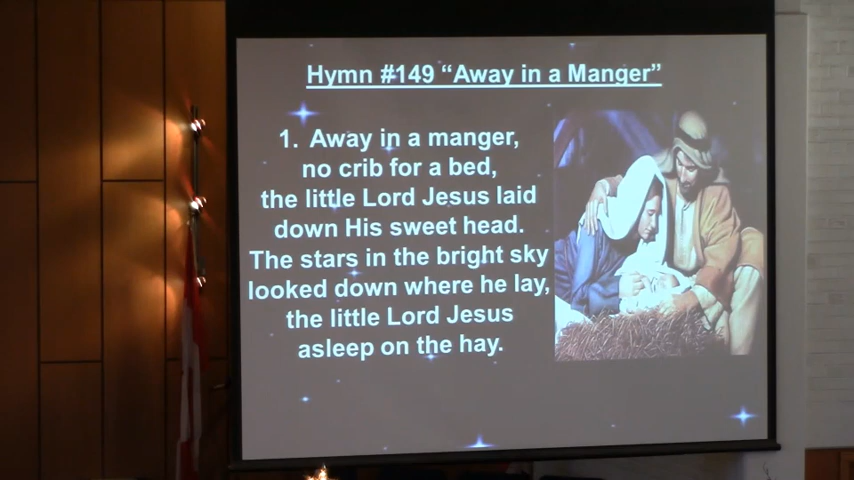 Hymn #149 “Away in a Manger”
1. Away in a manger,
no crib for a bed,
the little Lord Jesus laid
down His sweet head.
The stars in the bright sky
looked down where he lay,
the little Lord Jesus
asleep on the hay.